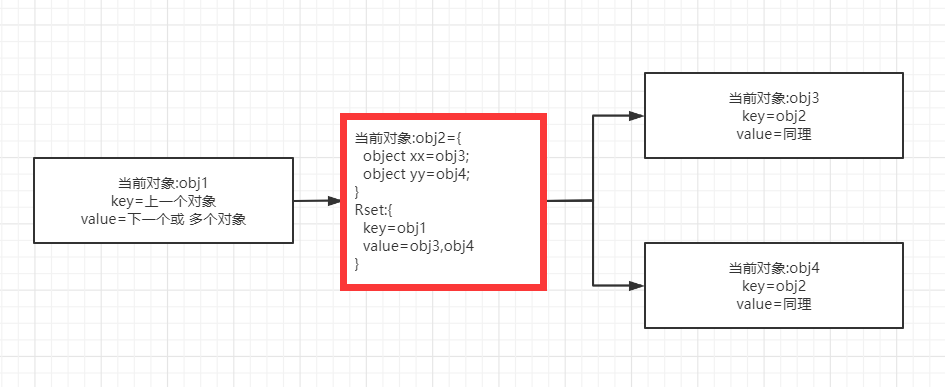 当前对象:obj1
key=上一个对象
value=下一个或 多个对象
当前对象:obj2={
object xx=obj3;
object yy=obj4;
}
Rset:{
key=obj1
value=obj3,obj4
}
当前对象:obj3
key=obj2
value=同理
当前对象:obj4
key=obj2
value=同理